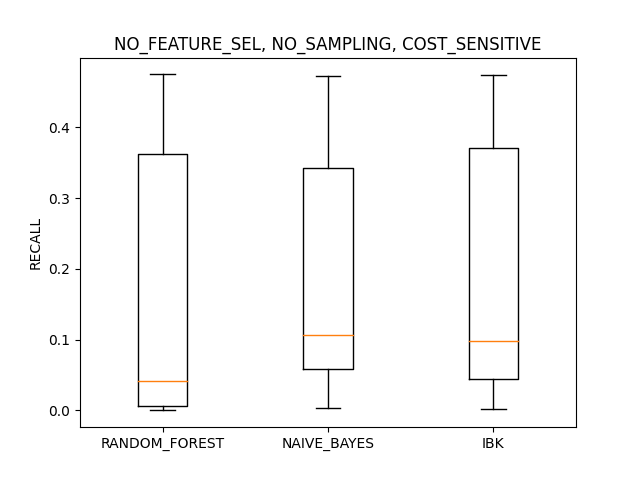 NO_FEATURE_SEL, NO_SAMPLING, COST_SENSITIVE
RECALL
0.4
0.3
0.2
0.1
0.0
RANDOM_FOREST
NAIVE_BAYES
IBK